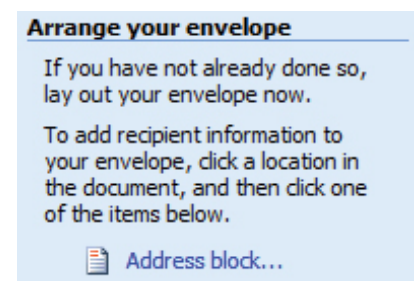 Arrange your envelope
If you have not already done so,
lay out your envelope now.
To add recipient information to
your envelope, click a location in
the document, and then click one
of the items below.
Address block...